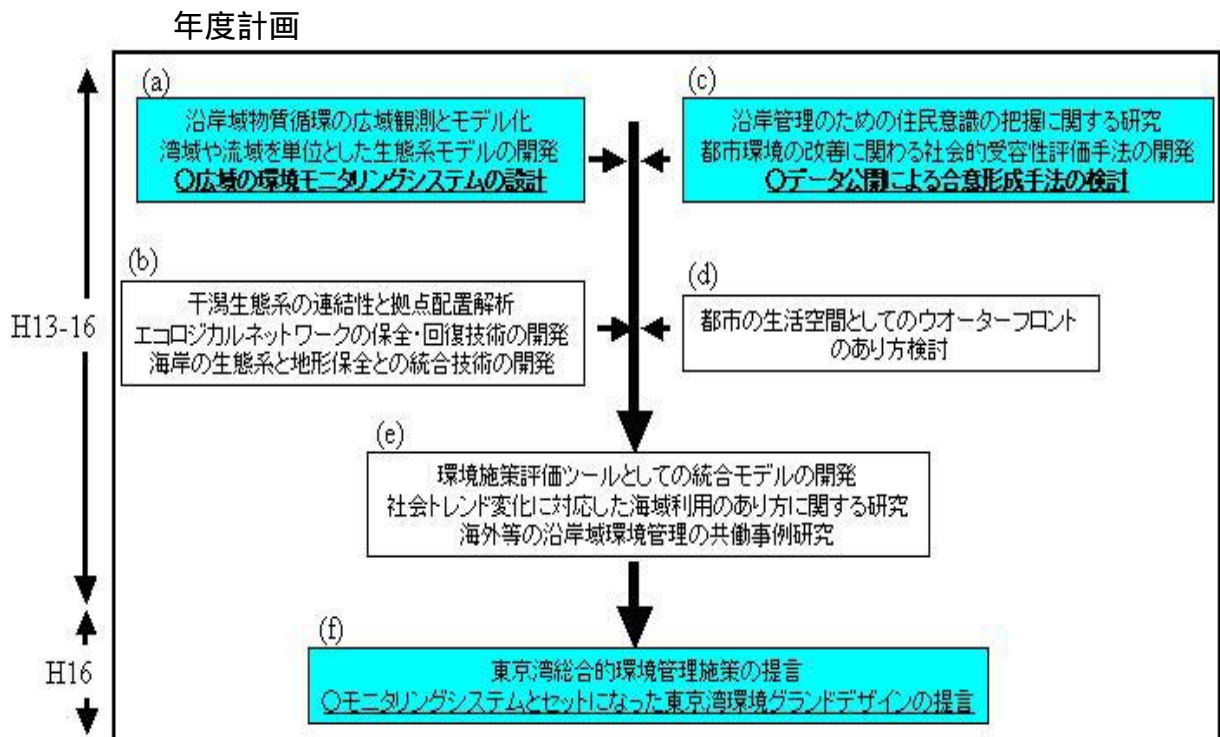 年度計画
(a)
沿岸域物質循環の広域観測とモデル化
湾域や流域を単位とした生態系モデルの開発
○広域の環境モニタリングシステムの設計
(c)
沿岸管理のための住民意識の把握に関する研究
都市環境の改善に関わる社会的受容性評価手法の開発
○データ公開による合意形成手法の検討
(b)
干潟生態系の連結性と拠点配置解析
エコロジカルネットワークの保全・回復技術の開発
海岸の生態系と地形保全との統合技術の開発
(d)
都市の生活空間としてのウオーターフロント
のあり方検討
H13-16
(e)
環境施策評価ツールとしての統合モデルの開発
社会トレンド変化に対応した海域利用のあり方に関する研究
海外等の沿岸域環境管理の共働事例研究
H16
(f)
東京湾総合的環境管理施策の提言
○モニタリングシステムとセットになった東京湾環境グランドデザインの提言